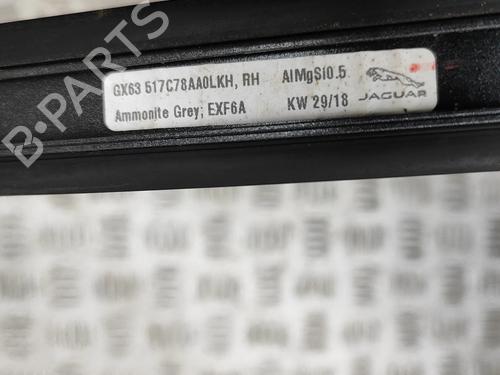 GX63 517C78AA0LKH, RH AlMgSi0.5
Ammonite Grey; EXF6A KW 29/18 JAGUAR
B-PARTS